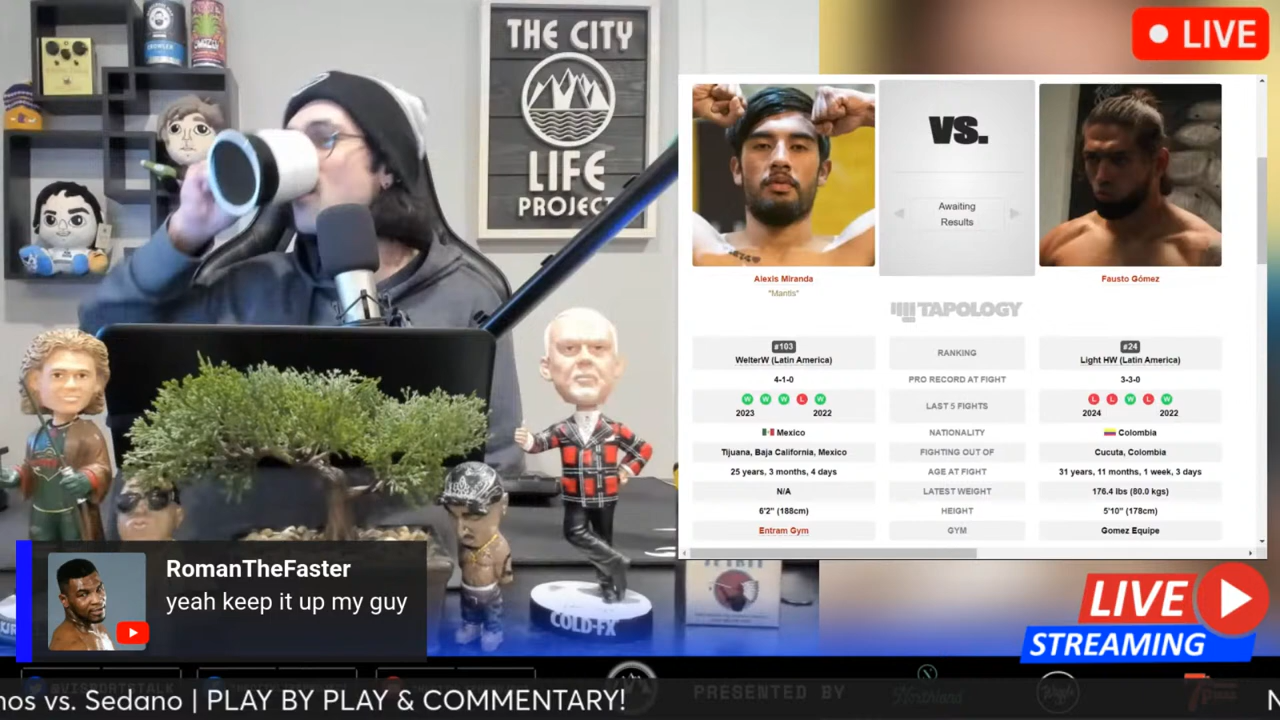 LIVE
THE CITY
LIFE
PROJECT
VS.
Awaiting
Results
Alexis Miranda
"Mantis"
Fausto Gómez
TAPOLOGY
#103
WelterW (Latin America)
RANKING
#24
Light HW (Latin America)
4-1-0
PRO RECORD AT FIGHT
3-3-0
W W W L W
2023 2022
LAST 5 FIGHTS
L L W L W
2024 2022
Mexico
NATIONALITY
Colombia
Tijuana, Baja California, Mexico
FIGHTING OUT OF
Cucuta, Colombia
25 years, 3 months, 4 days
AGE AT FIGHT
31 years, 11 months, 1 week, 3 days
N/A
LATEST WEIGHT
176.4 lbs (80.0 kgs)
6'2" (188cm)
HEIGHT
5'10" (178cm)
Entram Gym
GYM
Gomez Equipe
RomanTheFaster
yeah keep it up my guy
COLD-FX
LIVE
STREAMING
PRESENTED BY
Northland
nos vs. Sedano | PLAY BY PLAY & COMMENTARY!
N